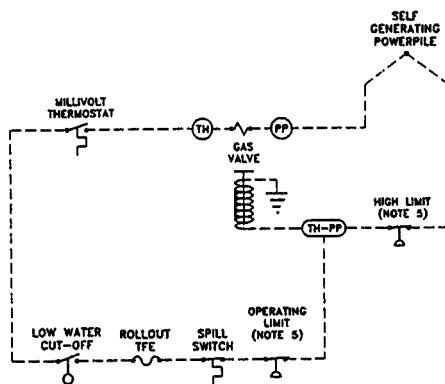 SELF
GENERATING
POWERPILE
MILLIVOLT
THERMOSTAT
TH
PP
GAS
VALVE
HIGH LIMIT
(NOTE 5)
TH-PP
LOW WATER
CUT-OFF
ROLLOUT
TFE
SPILL
SWITCH
OPERATING
LIMIT
(NOTE 5)